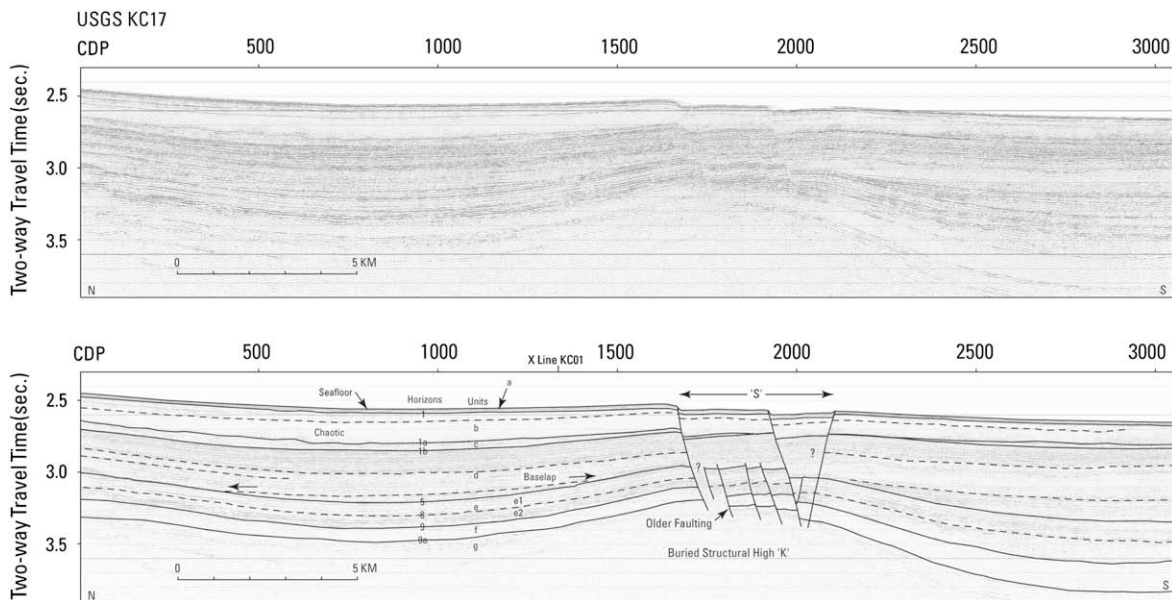 USGS KC17
CDP 500 1000 1500 2000 2500 3000
Two-way Travel Time (sec.)
2.5
3.0
3.5
0 5 KM
N S
CDP 500 1000 X Line KC01 1500 2000 2500 3000
Two-way Travel Time (sec.)
2.5
3.0
3.5
Seafloor Horizons Units a 'S'
1
b
Chaotic 1a c
1b
? ?
d
Baselap
5 e1
8 e e2
9 f
9a g
Older Faulting
Buried Structural High 'K'
0 5 KM
N S